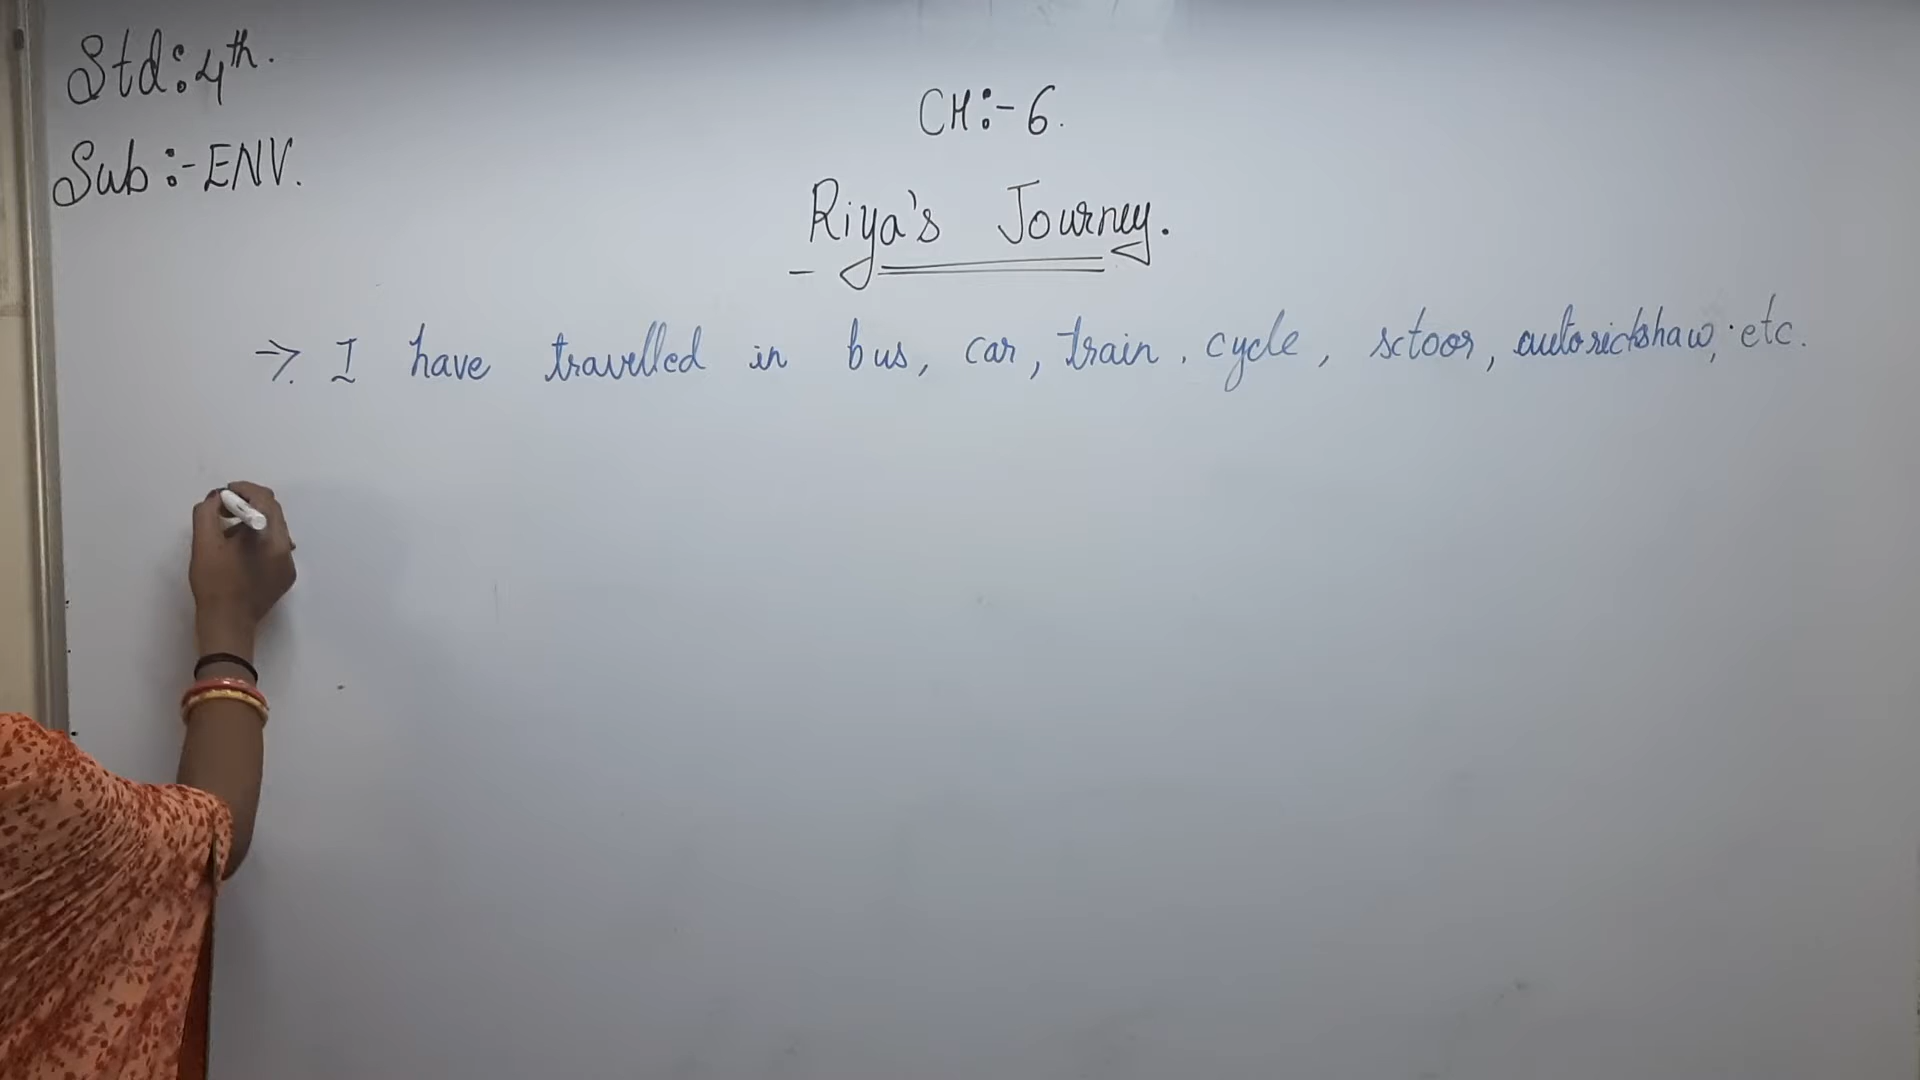 Std:4th.
Sub:-ENV.
CH:-6.
Riya's Journey.
→ I have travelled in bus, car, train, cycle, sctoor, autorickshaw, etc.